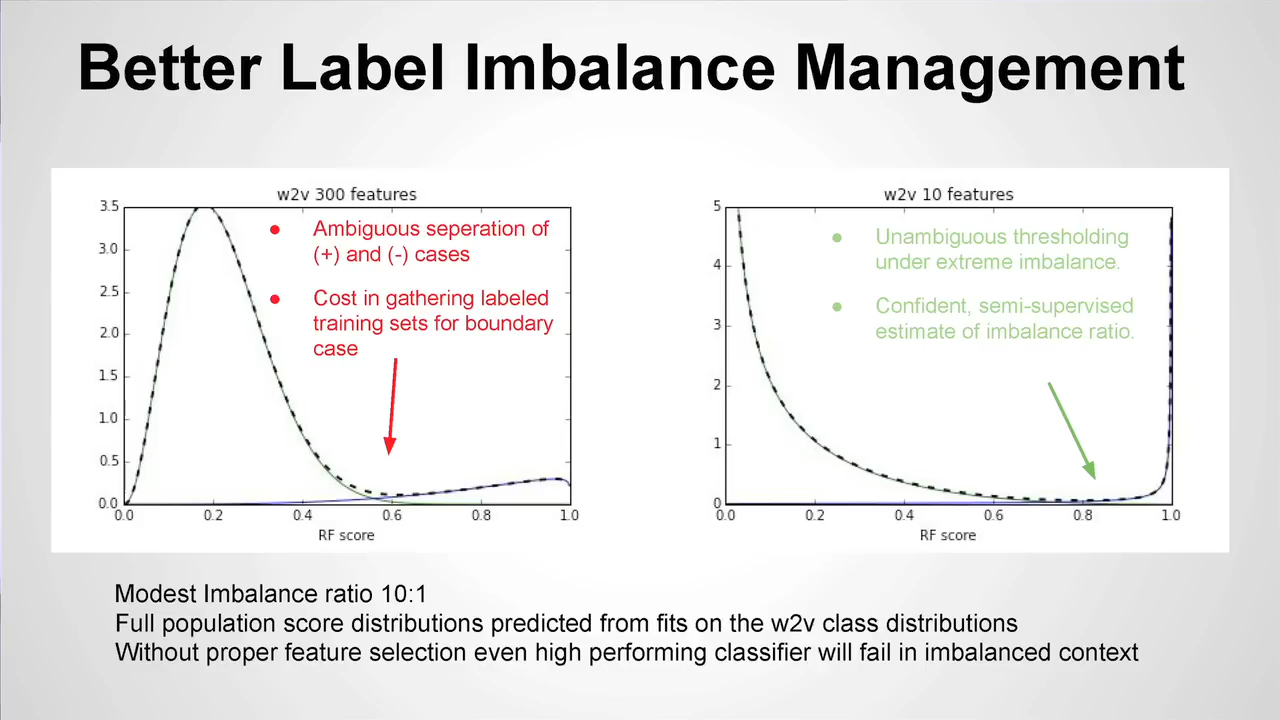 Better Label Imbalance Management
w2v 300 features
3.5
3.0
2.5
2.0
1.5
1.0
0.5
0.0
0.0 0.2 0.4 0.6 0.8 1.0
RF score
● Ambiguous seperation of
(+) and (-) cases
● Cost in gathering labeled
training sets for boundary
case
w2v 10 features
5
4
3
2
1
0
0.0 0.2 0.4 0.6 0.8 1.0
RF score
● Unambiguous thresholding
under extreme imbalance.
● Confident, semi-supervised
estimate of imbalance ratio.
Modest Imbalance ratio 10:1
Full population score distributions predicted from fits on the w2v class distributions
Without proper feature selection even high performing classifier will fail in imbalanced context